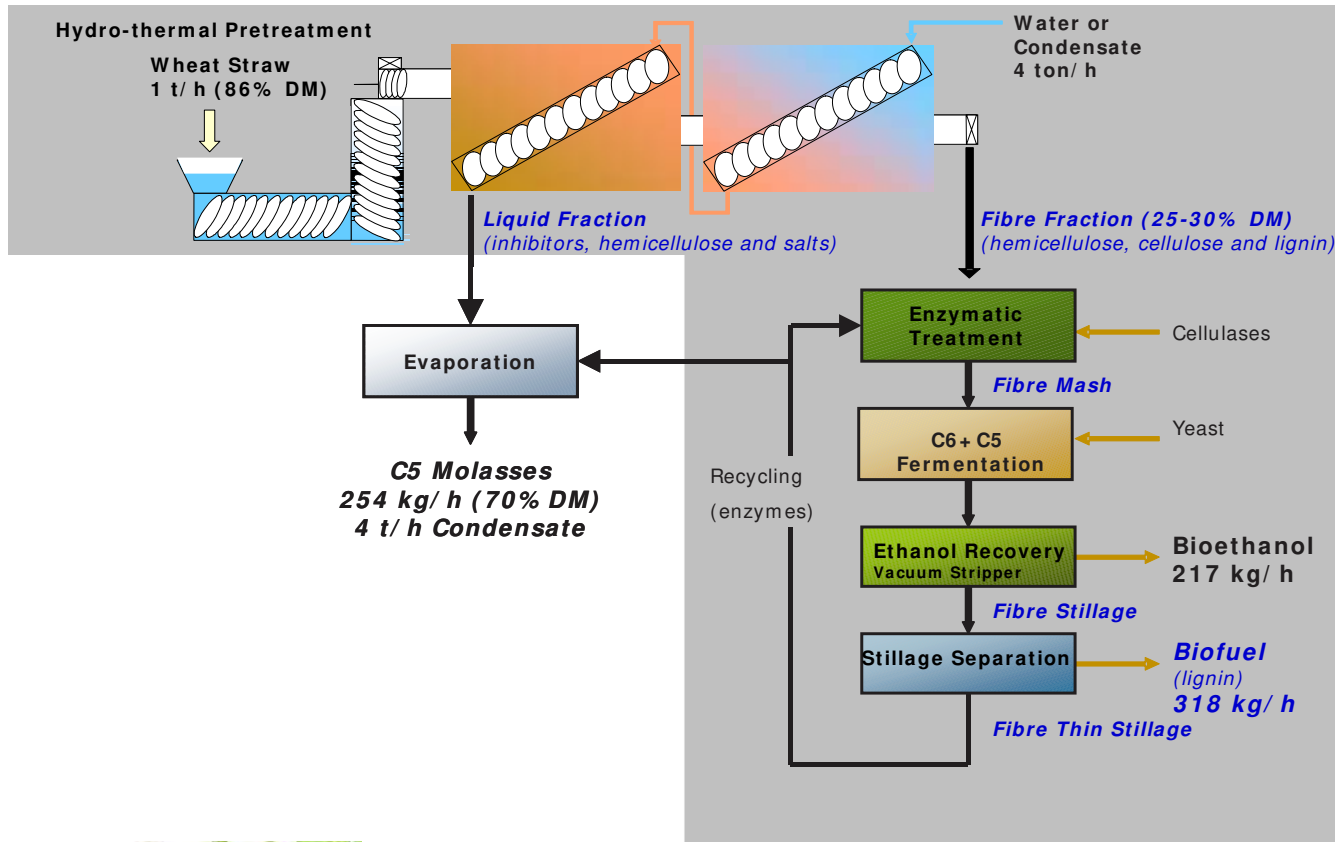 Hydro-thermal Pretreatment
Wheat Straw
1 t/h (86% DM)
Water or
Condensate
4 ton/h
Liquid Fraction
(inhibitors, hemicellulose and salts)
Fibre Fraction (25-30% DM)
(hemicellulose, cellulose and lignin)
Evaporation
C5 Molasses
254 kg/h (70% DM)
4 t/h Condensate
Enzymatic
Treatment
Cellulases
Fibre Mash
C6+C5
Fermentation
Yeast
Recycling
(enzymes)
Ethanol Recovery
Vacuum Stripper
Bioethanol
217 kg/h
Fibre Stillage
Stillage Separation
Biofuel
(lignin)
318 kg/h
Fibre Thin Stillage